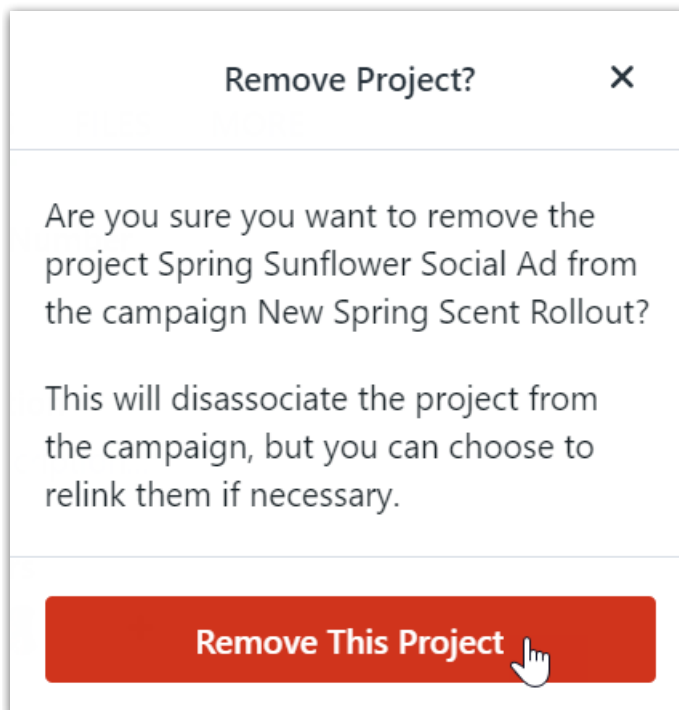 Remove Project?
Are you sure you want to remove the
project Spring Sunflower Social Ad from
the campaign New Spring Scent Rollout?
This will disassociate the project from
the campaign, but you can choose to
relink them if necessary.
Remove This Project